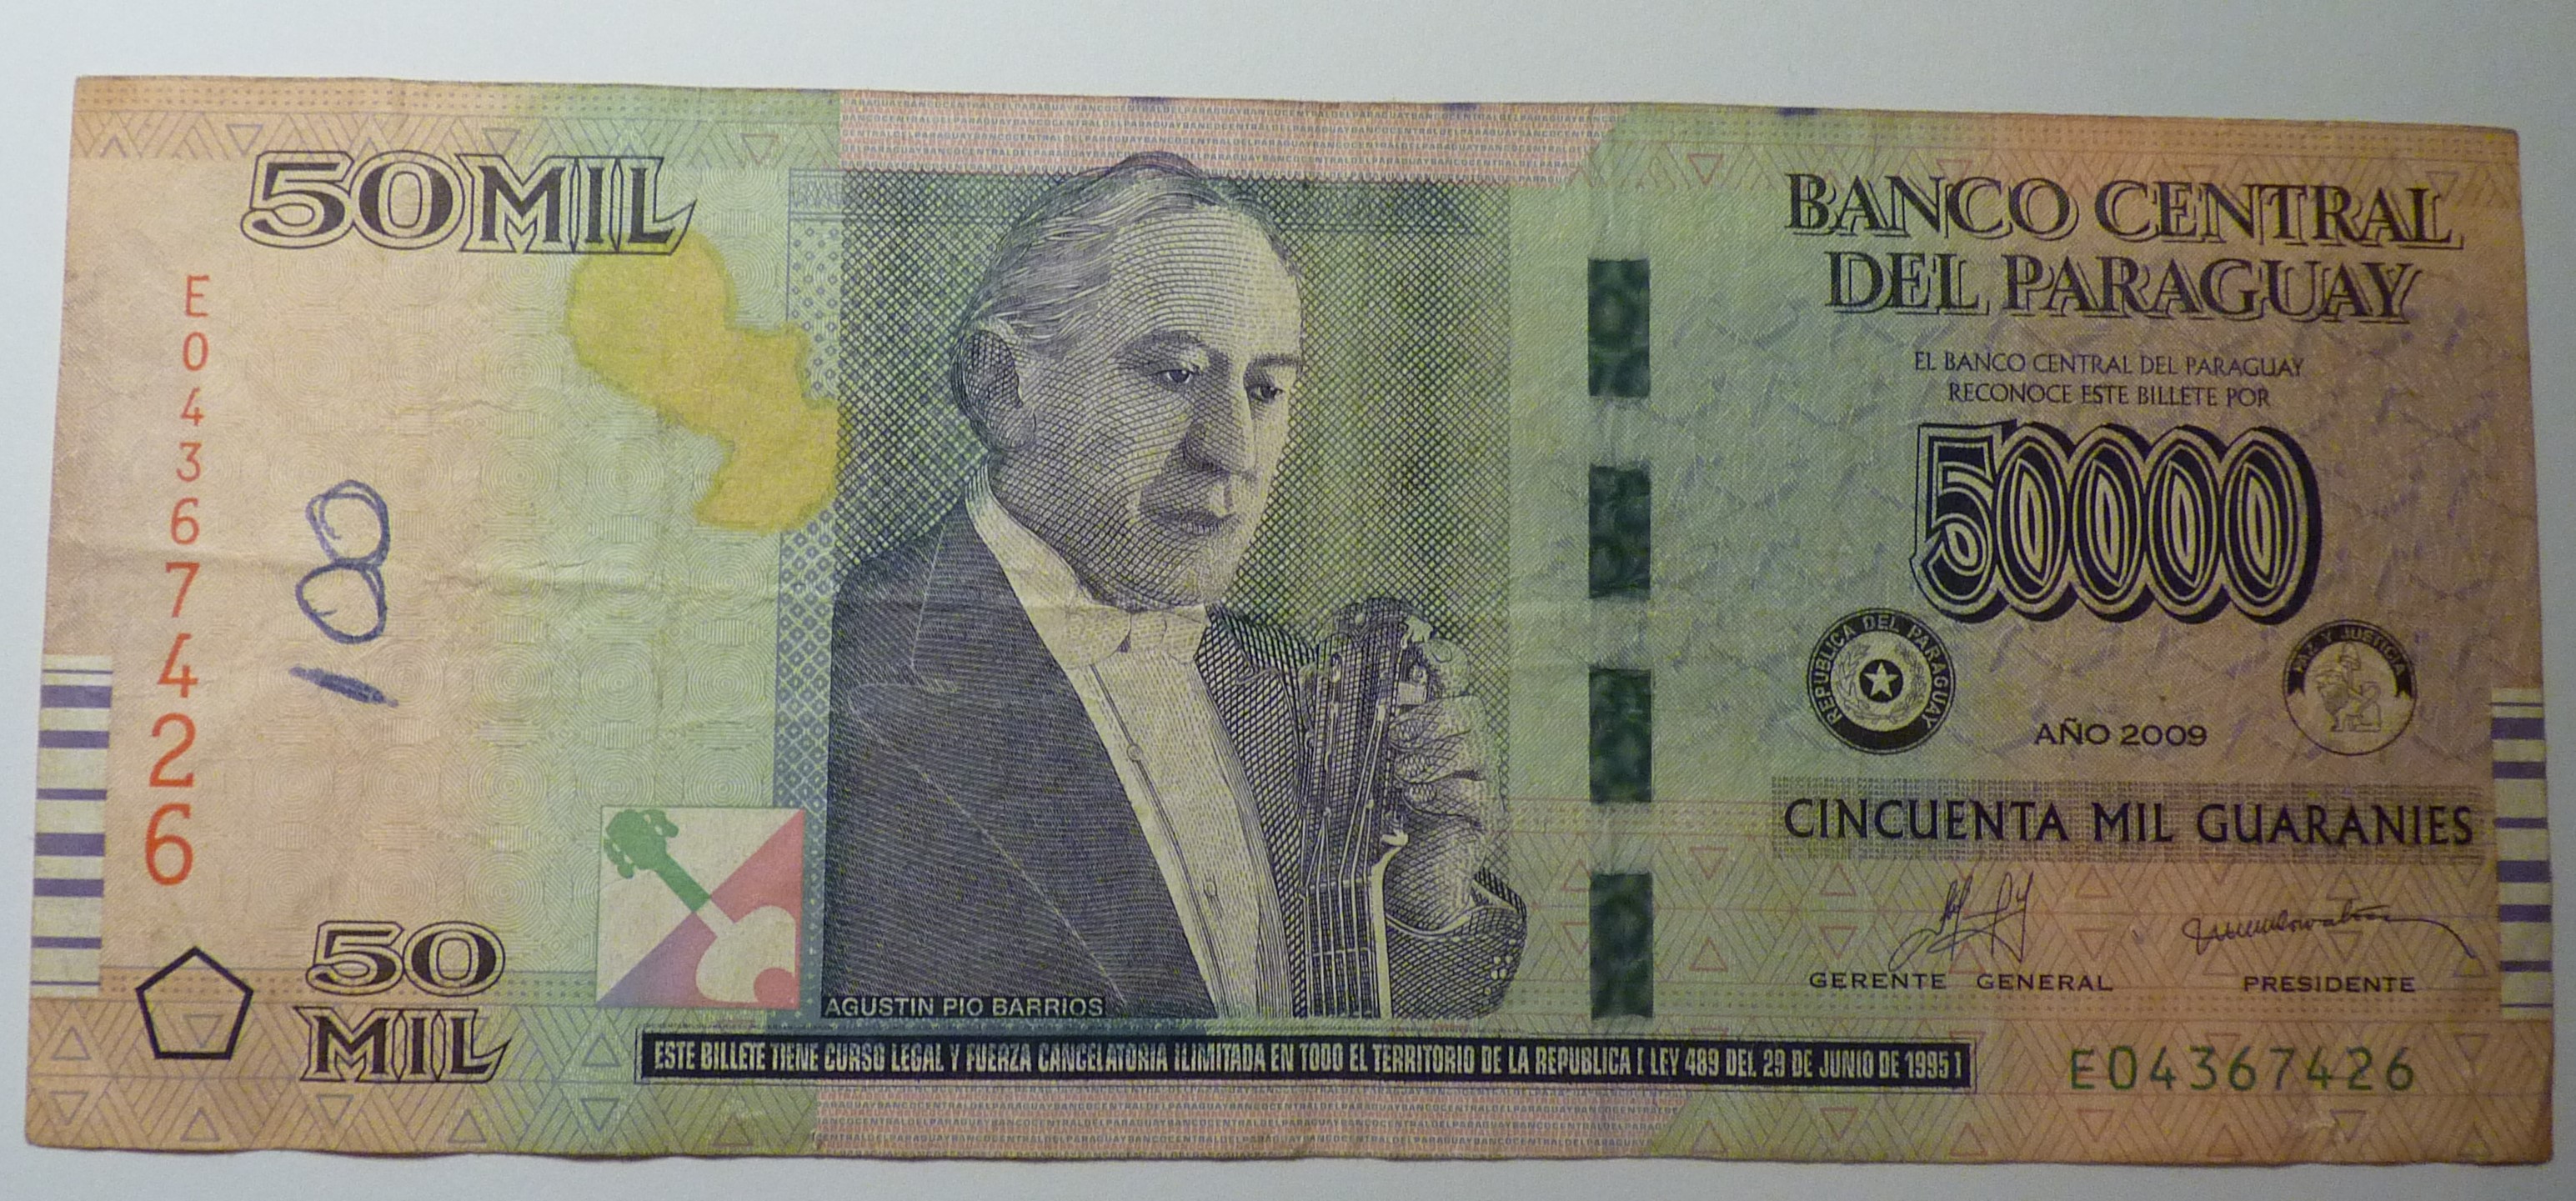 50 MIL
E04367426
100
50
MIL
AGUSTIN PIO BARRIOS
BANCO CENTRAL
DEL PARAGUAY
EL BANCO CENTRAL DEL PARAGUAY
RECONOCE ESTE BILLETE POR
50000
REPUBLICA DEL PARAGUAY
PAZ Y JUSTICIA
AÑO 2009
CINCUENTA MIL GUARANIES
GERENTE GENERAL
PRESIDENTE
ESTE BILLETE TIENE CURSO LEGAL Y FUERZA CANCELATORIA ILIMITADA EN TODO EL TERRITORIO DE LA REPUBLICA [ LEY 489 DEL 29 DE JUNIO DE 1995 ]
E04367426